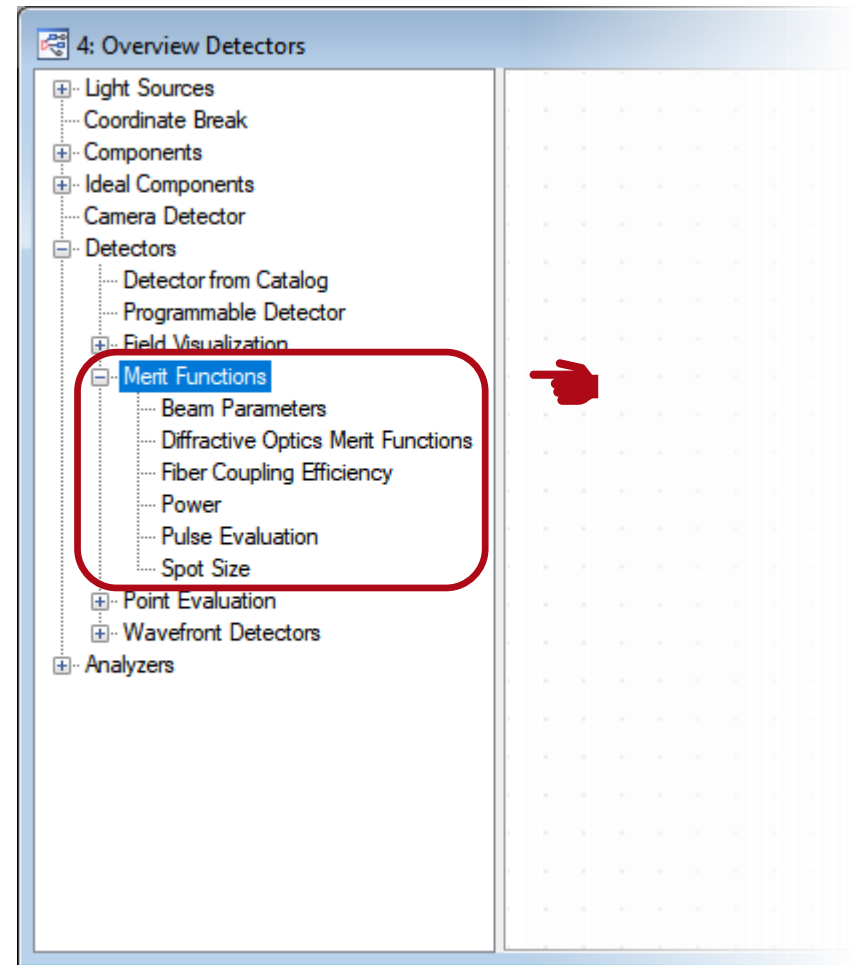 4: Overview Detectors
Light Sources
Coordinate Break
Components
Ideal Components
Camera Detector
Detectors
Detector from Catalog
Programmable Detector
Field Visualization
Merit Functions
Beam Parameters
Diffractive Optics Merit Functions
Fiber Coupling Efficiency
Power
Pulse Evaluation
Spot Size
Point Evaluation
Wavefront Detectors
Analyzers